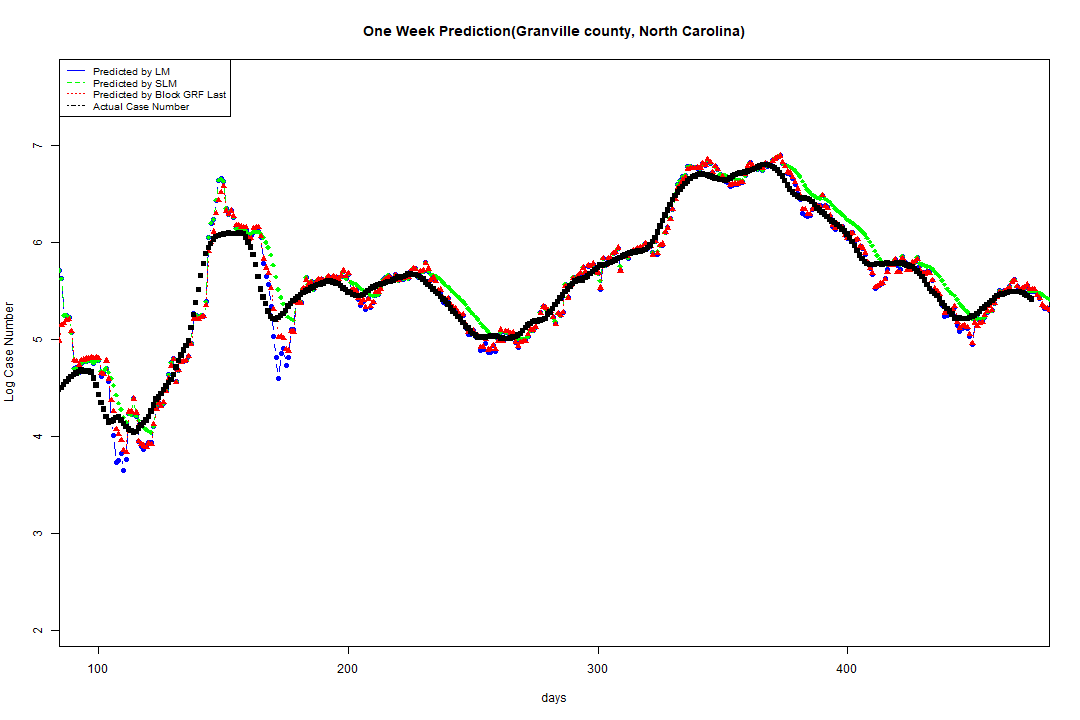 One Week Prediction(Granville county, North Carolina)
Predicted by LM
Predicted by SLM
Predicted by Block GRF Last
Actual Case Number
7
6
5
4
3
2
Log Case Number
100 200 300 400
days